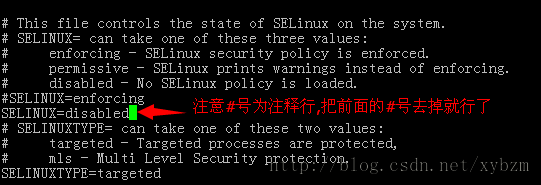 # This file controls the state of SELinux on the system.
# SELINUX= can take one of these three values:
#     enforcing - SELinux security policy is enforced.
#     permissive - SELinux prints warnings instead of enforcing.
#     disabled - No SELinux policy is loaded.
#SELINUX=enforcing
SELINUX=disabled
注意#号为注释行,把前面的#号去掉就行了
# SELINUXTYPE= can take one of these two values:
#     targeted - Targeted processes are protected,
#     mls - Multi Level Security protection.
SELINUXTYPE=targeted
http://blog.csdn.net/xybzm